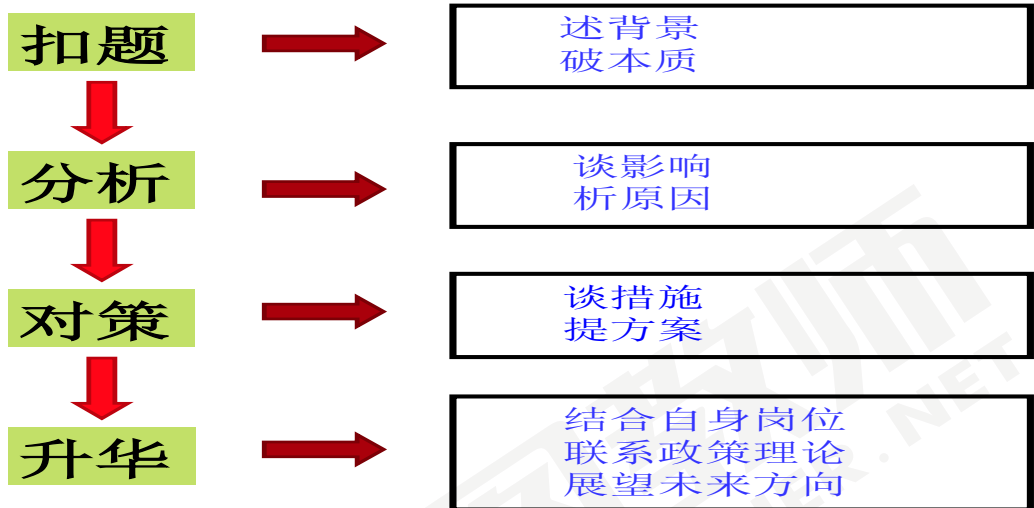 扣题
述背景
破本质
分析
谈影响
析原因
对策
谈措施
提方案
升华
结合自身岗位
联系政策理论
展望未来方向